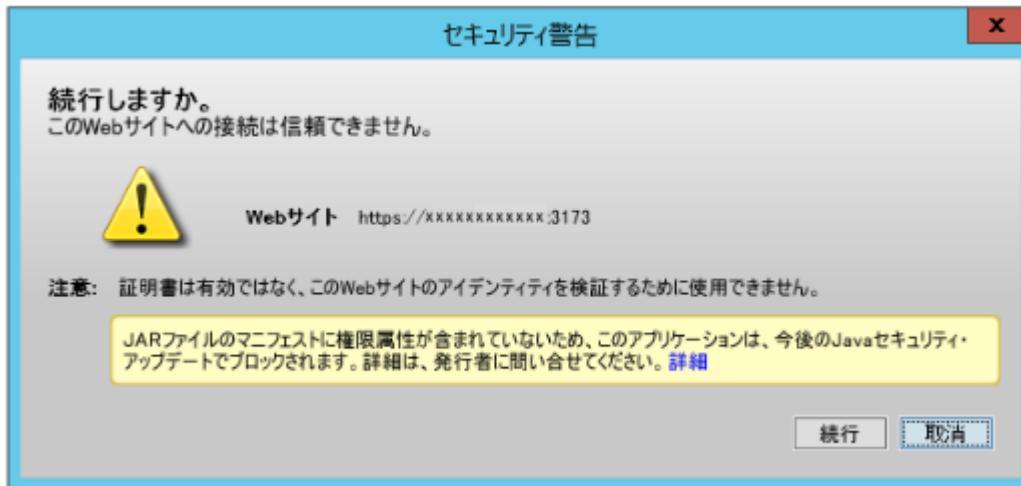 セキュリティ警告
x
続行しますか。
このWebサイトへの接続は信頼できません。
Webサイト https://xxxxxxxxxxxxx:3173
注意: 証明書は有効ではなく、このWebサイトのアイデンティティを検証するために使用できません。
JARファイルのマニフェストに権限属性が含まれていないため、このアプリケーションは、今後のJavaセキュリティ・
アップデートでブロックされます。詳細は、発行者に問い合せてください。詳細
続行 取消